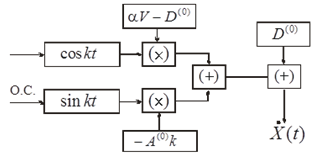 αV – D⁽⁰⁾
D⁽⁰⁾
cos kt
(×)
(+)
(+)
O.C.
sin kt
(×)
– A⁽⁰⁾k
Ẋ(t)